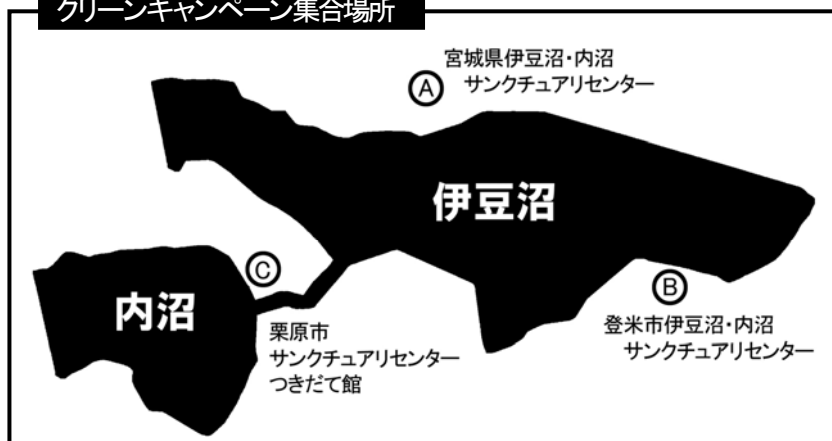 クリーンキャンペーン集合場所
宮城県伊豆沼・内沼
サンクチュアリセンター
Ⓐ
伊豆沼
Ⓒ
内沼
Ⓑ
栗原市
サンクチュアリセンター
つきだて館
登米市伊豆沼・内沼
サンクチュアリセンター